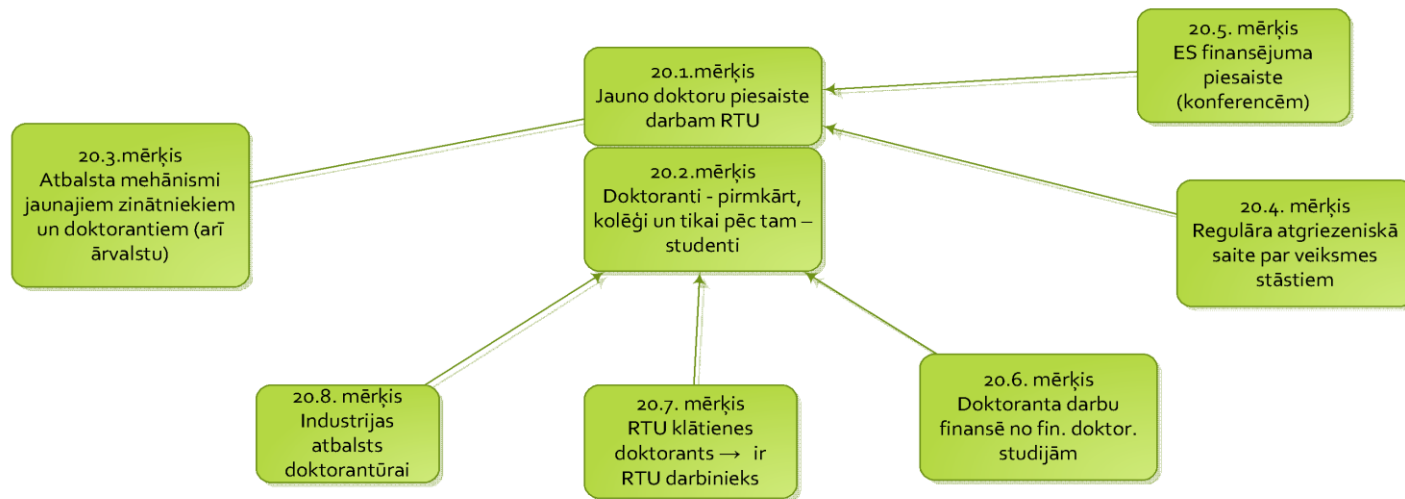 20.5. mērķis
ES finansējuma
piesaiste
(konferencēm)
20.1.mērķis
Jauno doktoru piesaiste
darbam RTU
20.3.mērķis
Atbalsta mehānismi
jaunajiem zinātniekiem
un doktorantiem (arī
ārvalstu)
20.2.mērķis
Doktoranti - pirmkārt,
kolēģi un tikai pēc tam –
studenti
20.4. mērķis
Regulāra atgriezeniskā
saite par veiksmes
stāstiem
20.8. mērķis
Industrijas
atbalsts
doktorantūrai
20.7. mērķis
RTU klātienes
doktorants → ir
RTU darbinieks
20.6. mērķis
Doktoranta darbu
finansē no fin. doktor.
studijām